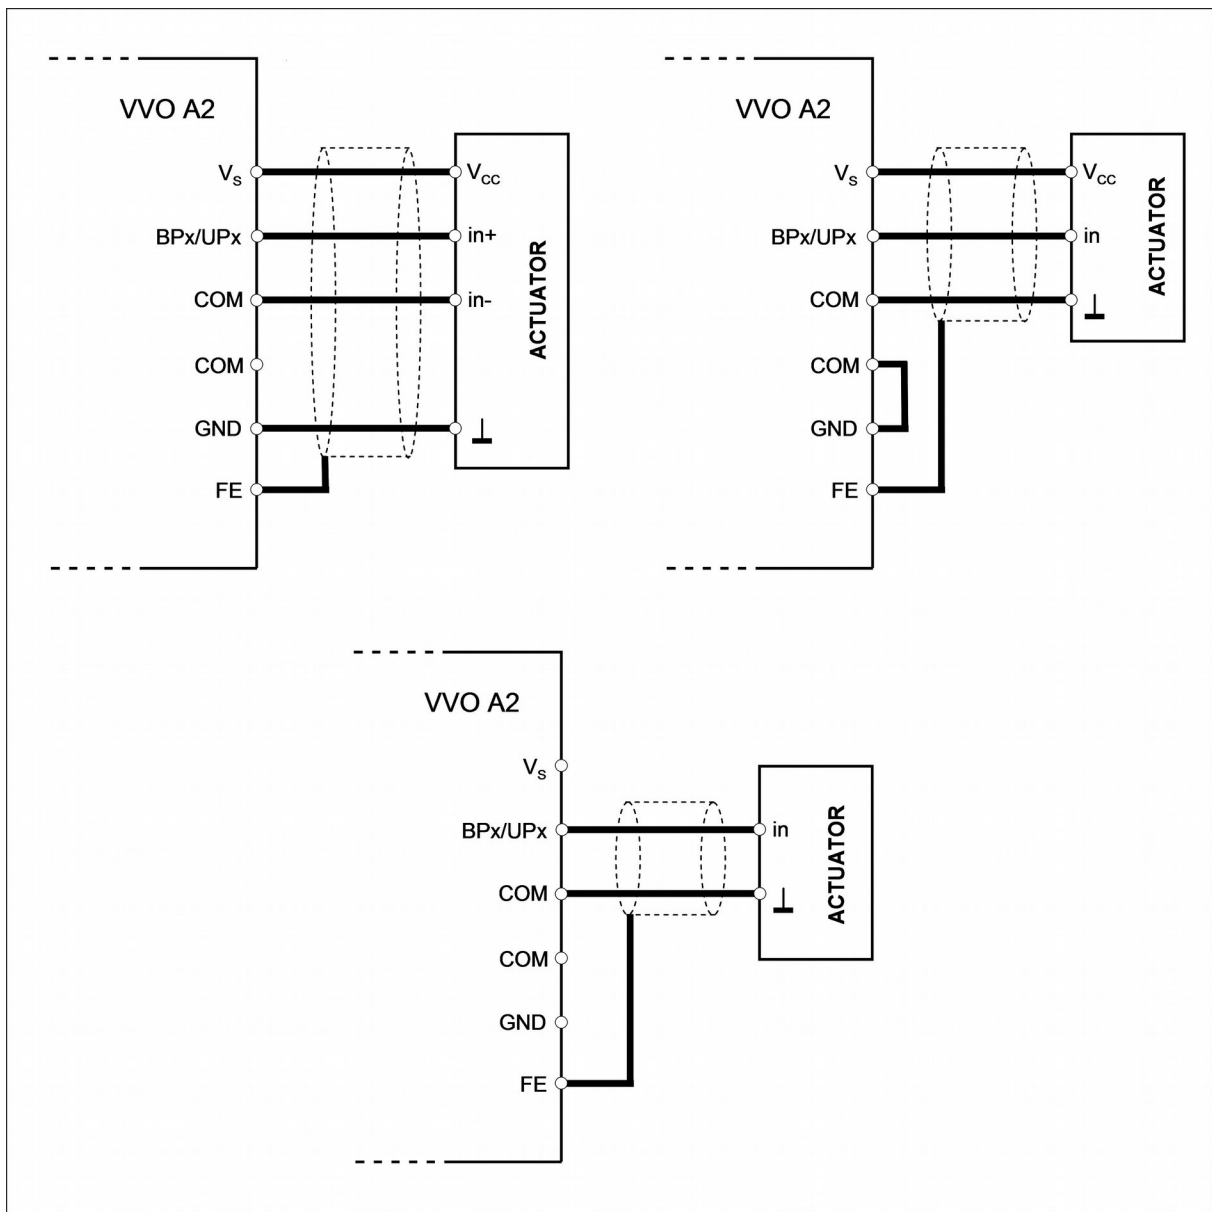 VVO A2
Vs
BPx/UPx
COM
COM
GND
FE
Vcc
in+
in-
ACTUATOR
VVO A2
Vs
BPx/UPx
COM
COM
GND
FE
Vcc
in
ACTUATOR
VVO A2
Vs
BPx/UPx
COM
COM
GND
FE
in
ACTUATOR